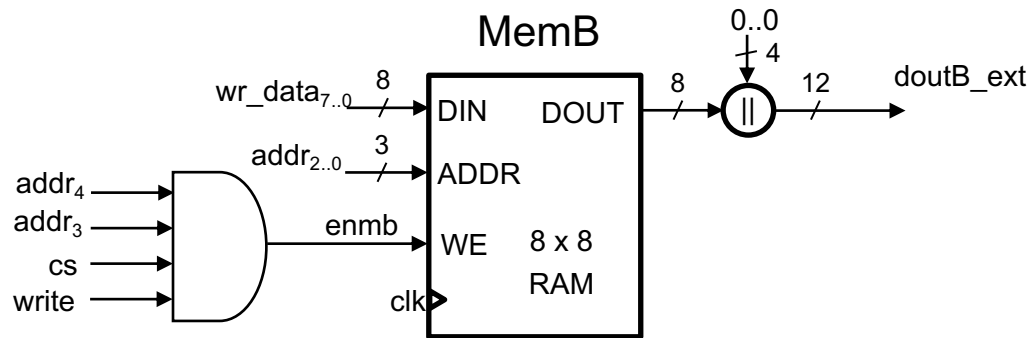 MemB
0..0
4
wr_data7..0
8
DIN
DOUT
8
||
12
doutB_ext
addr2..0
3
ADDR
addr4
addr3
cs
write
enmb
WE
8 x 8
RAM
clk